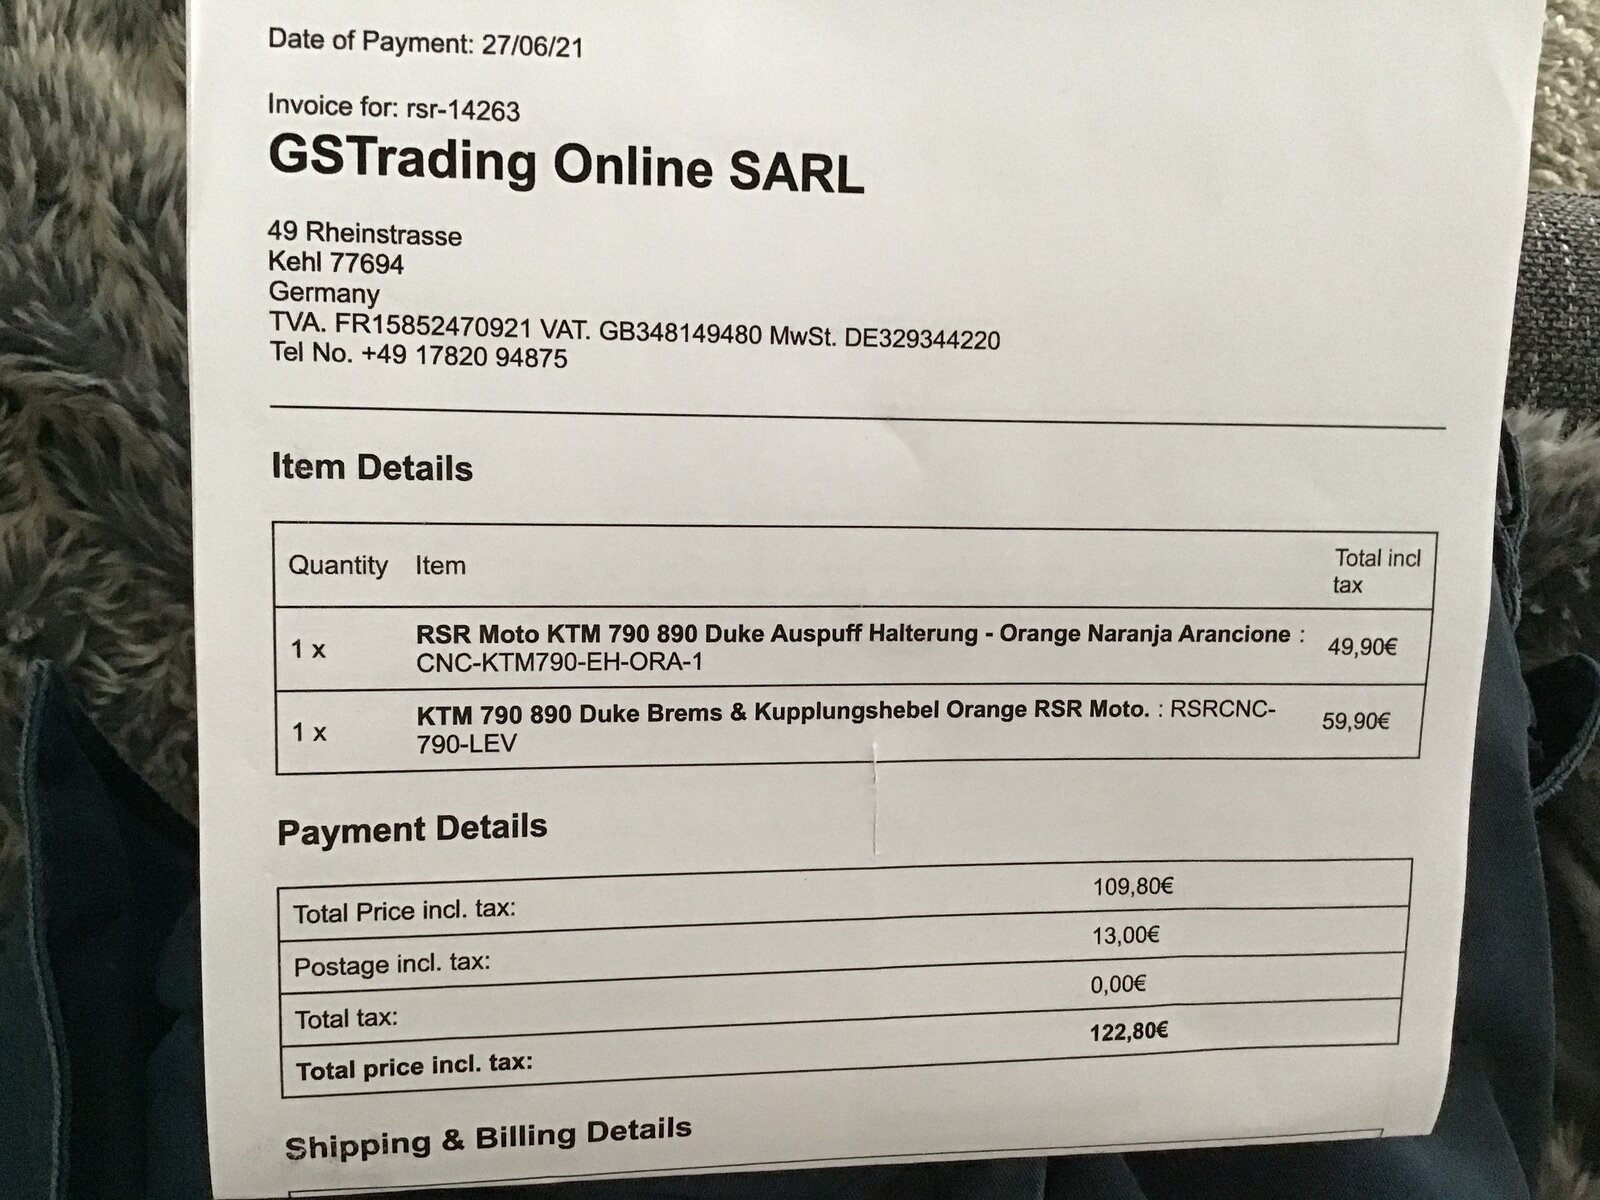 Date of Payment: 27/06/21
Invoice for: rsr-14263
GSTrading Online SARL
49 Rheinstrasse
Kehl 77694
Germany
TVA. FR15852470921 VAT. GB348149480 MwSt. DE329344220
Tel No. +49 17820 94875
Item Details
Quantity Item Total incl
tax
1 x RSR Moto KTM 790 890 Duke Auspuff Halterung - Orange Naranja Arancione : 49,90€
CNC-KTM790-EH-ORA-1
1 x KTM 790 890 Duke Brems & Kupplungshebel Orange RSR Moto. : RSRCNC- 59,90€
790-LEV
Payment Details
Total Price incl. tax: 109,80€
Postage incl. tax: 13,00€
Total tax: 0,00€
Total price incl. tax: 122,80€
Shipping & Billing Details